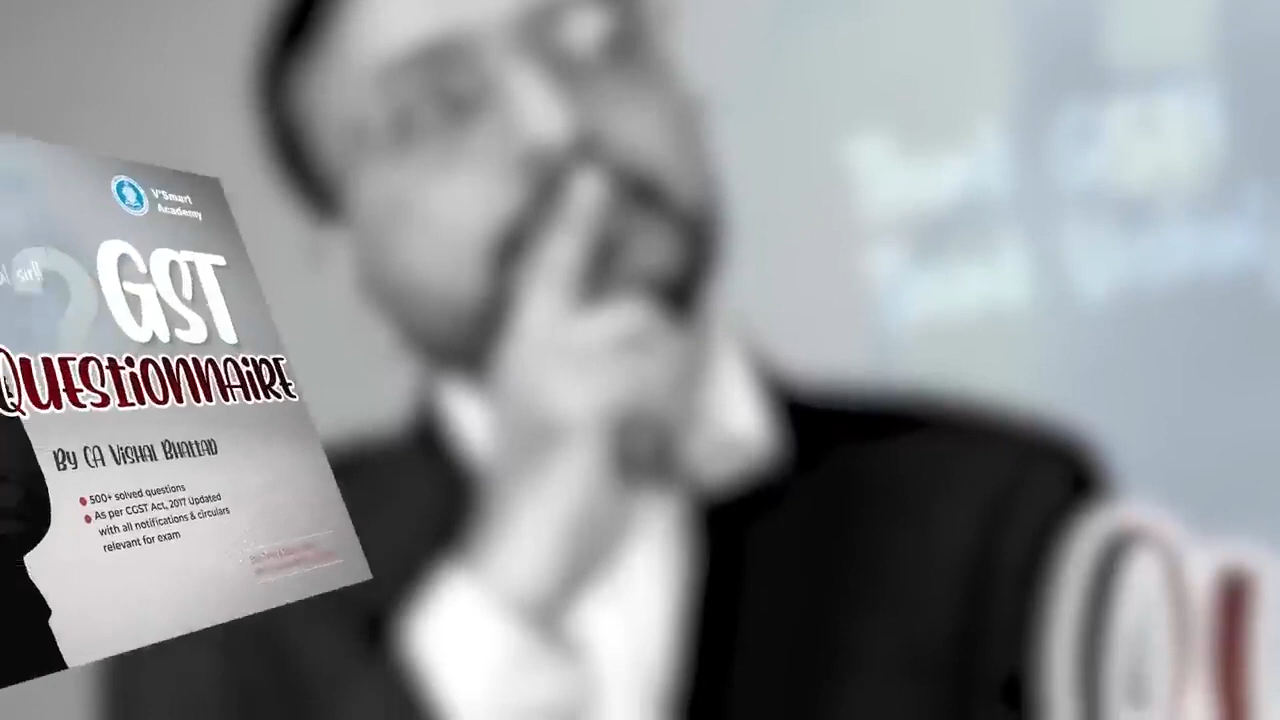 V'Smart
Academy
sir!!
GST
QUESTIONNAIRE
By CA VISHAL BHATTAD
500+ solved questions
As per CGST Act, 2017 Updated
with all notifications & circulars
relevant for exam